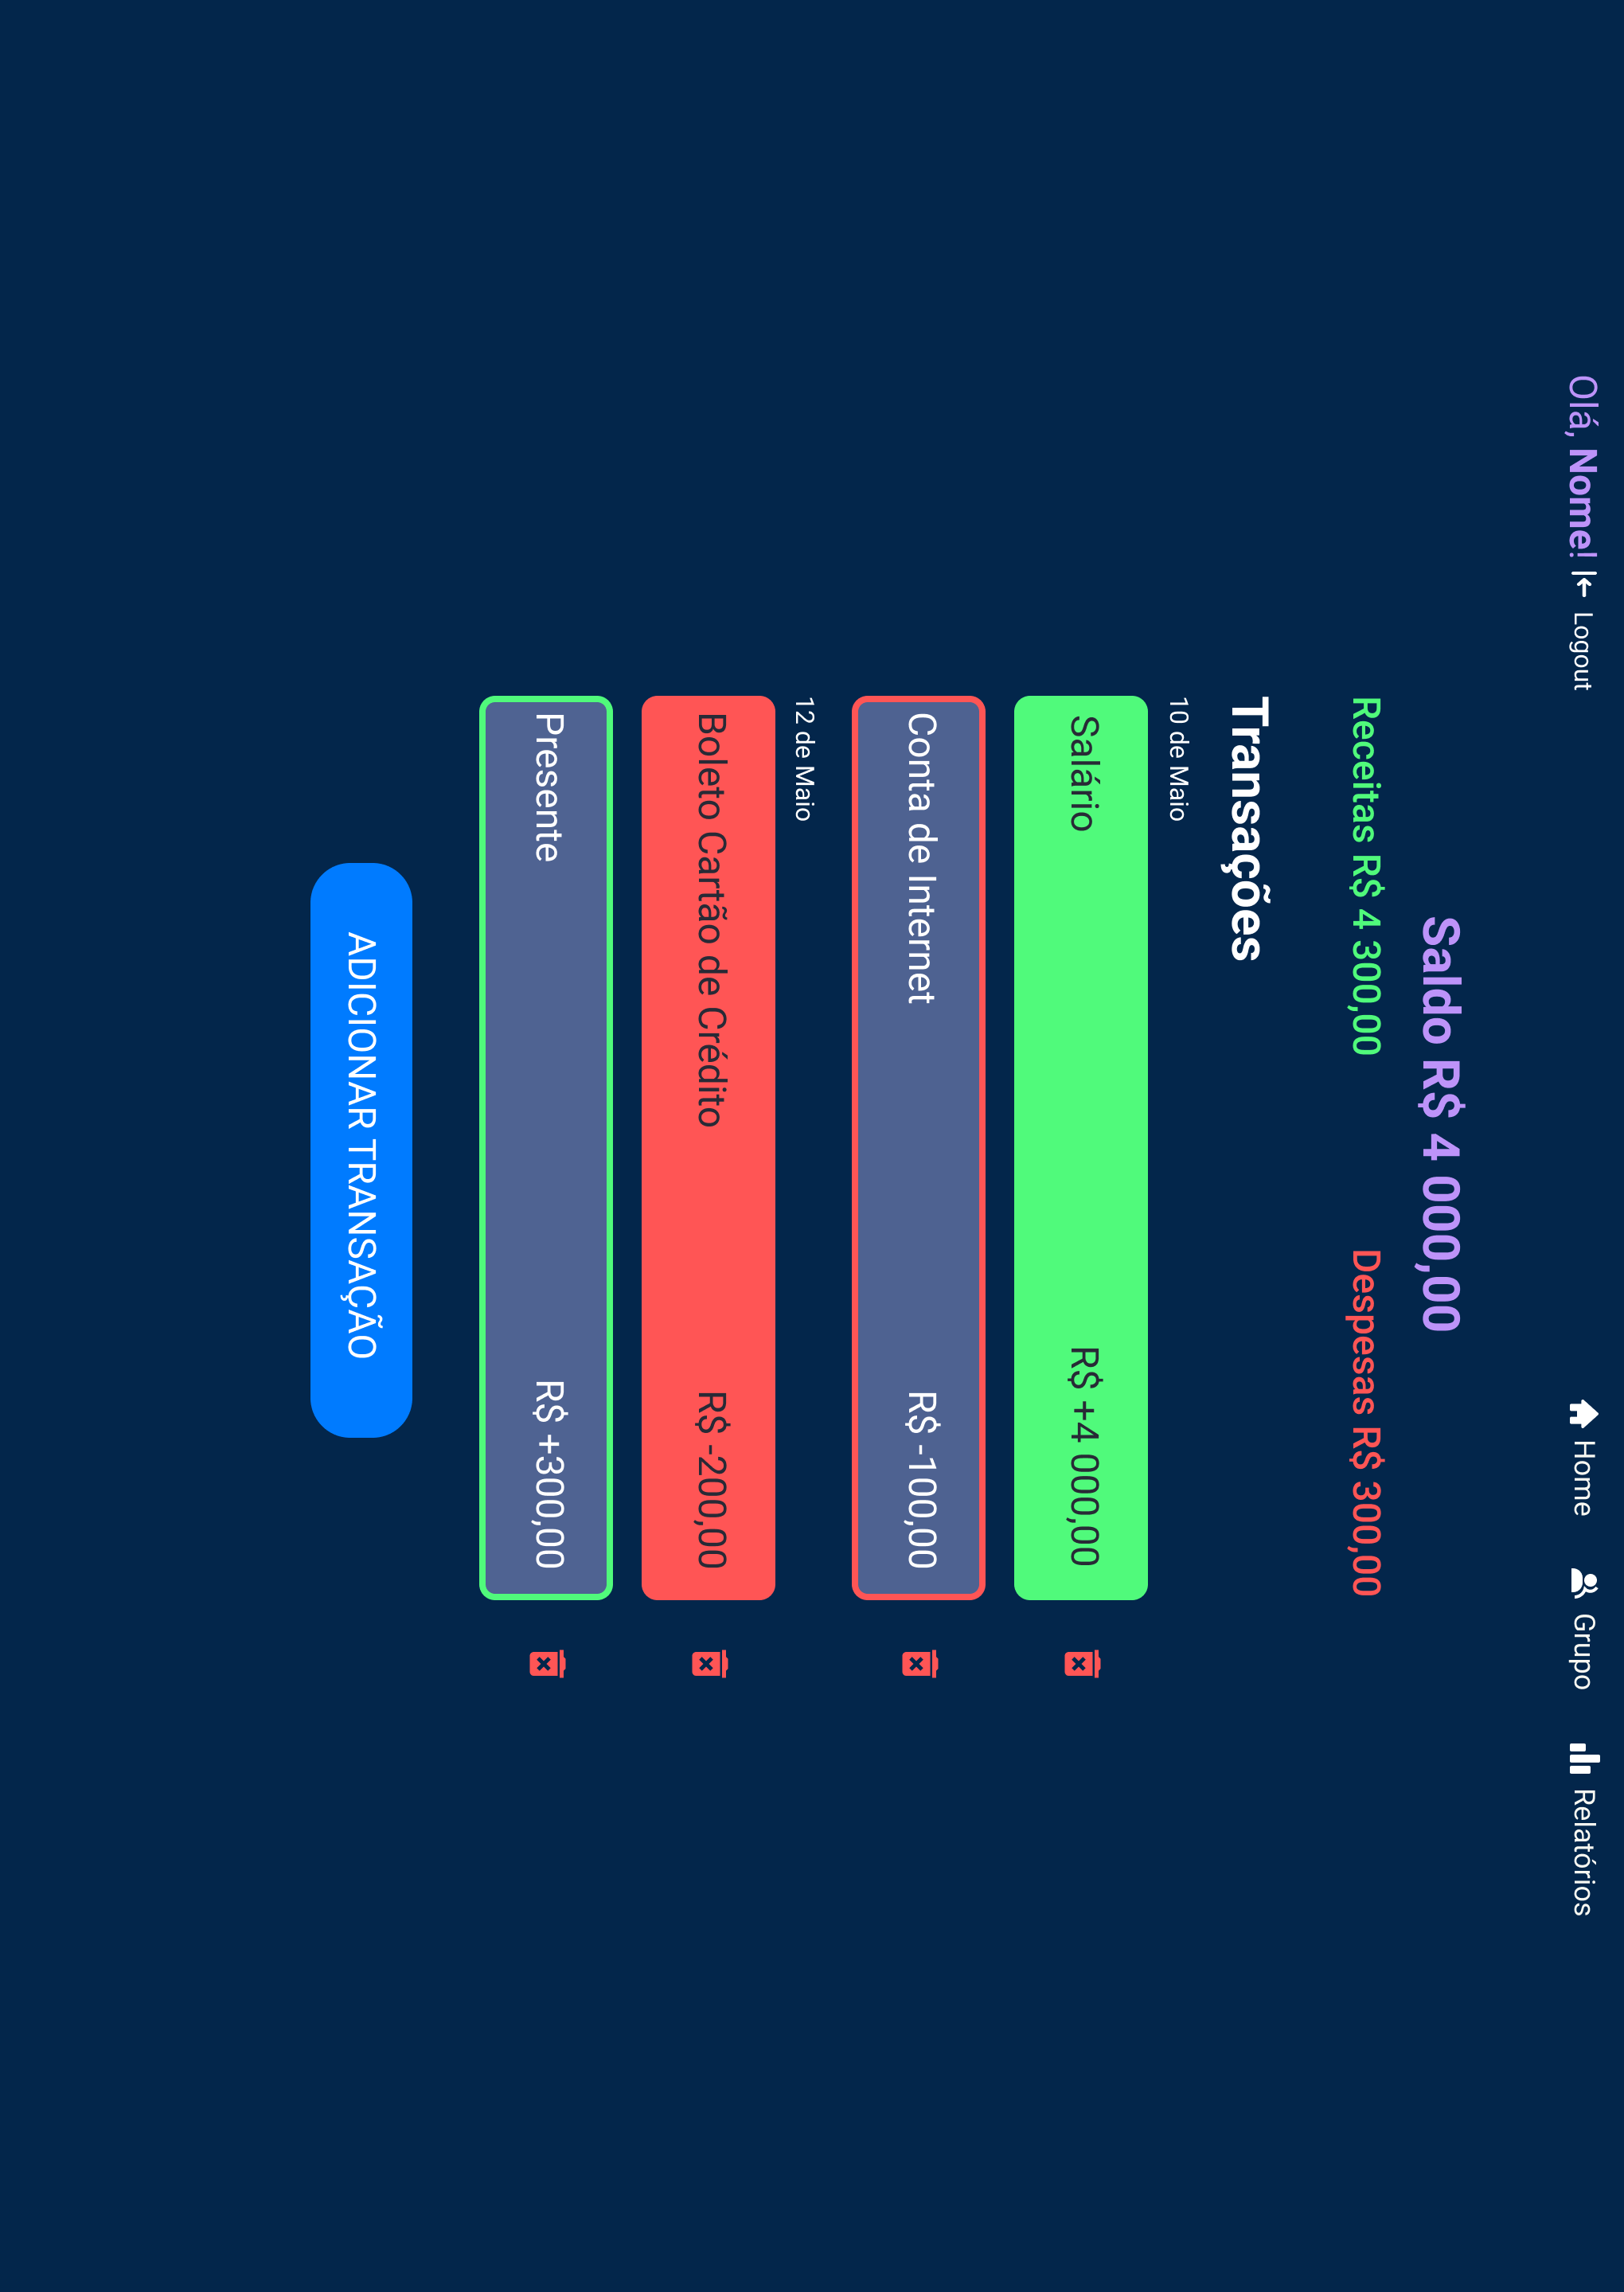 Olá, Nome! Logout Home Grupo Relatórios
Saldo R$ 4 000,00
Receitas R$ 4 300,00 Despesas R$ 300,00
Transações
10 de Maio
Salário R$ +4 000,00
Conta de Internet R$ -100,00
12 de Maio
Boleto Cartão de Crédito R$ -200,00
Presente R$ +300,00
ADICIONAR TRANSAÇÃO